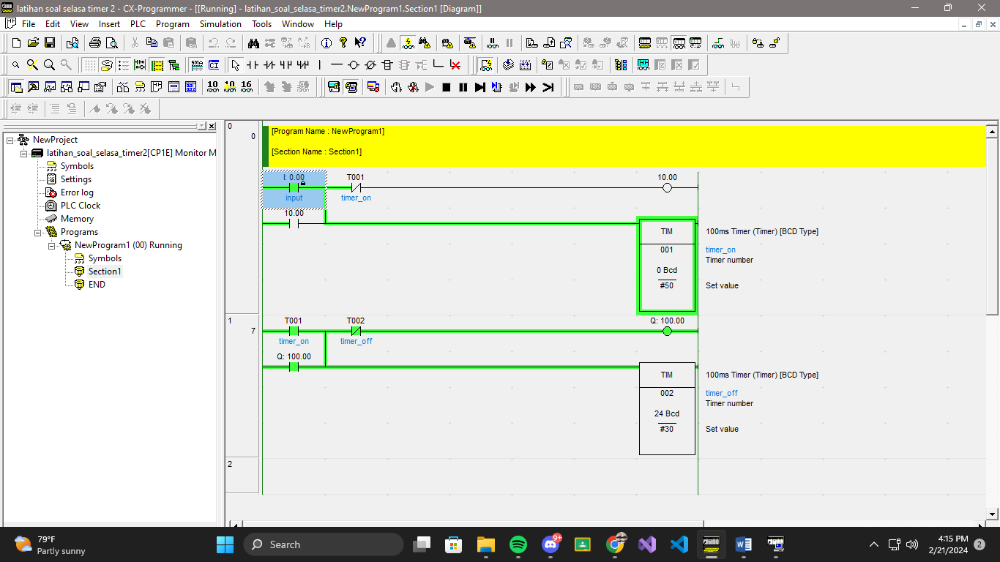 latihan soal selasa timer 2 - CX-Programmer - [[Running] - latihan_soal_selasa_timer2.NewProgram1.Section1 [Diagram]]
File Edit View Insert PLC Program Simulation Tools Window Help
SMA CI
10 10 16
NewProject
latihan_soal_selasa_timer2[CP1E] Monitor M
Symbols
Settings
Error log
PLC Clock
Memory
Programs
NewProgram1 (00) Running
Symbols
Section1
END
0
0
[Program Name : NewProgram1]
[Section Name : Section1]
I: 0.00
input
T001
timer_on
10.00
10.00
TIM
001
0 Bcd
#50
100ms Timer (Timer) [BCD Type]
timer_on
Timer number
Set value
1
7
T001
timer_on
T002
timer_off
Q: 100.00
Q: 100.00
TIM
002
24 Bcd
#30
100ms Timer (Timer) [BCD Type]
timer_off
Timer number
Set value
2
79°F
Partly sunny
Search
9+
4:15 PM
2/21/2024
2